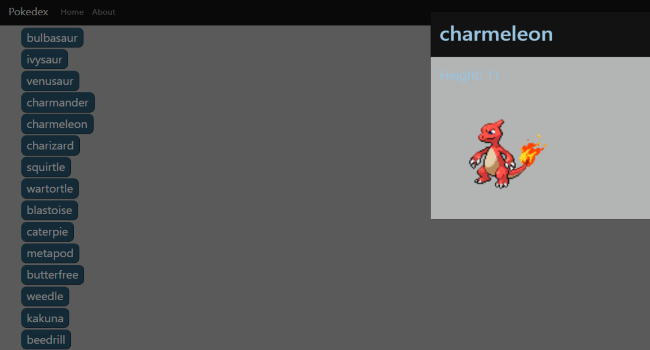 Pokedex Home About
bulbasaur
ivysaur
venusaur
charmander
charmeleon
charizard
squirtle
wartortle
blastoise
caterpie
metapod
butterfree
weedle
kakuna
beedrill
charmeleon
Height: 11